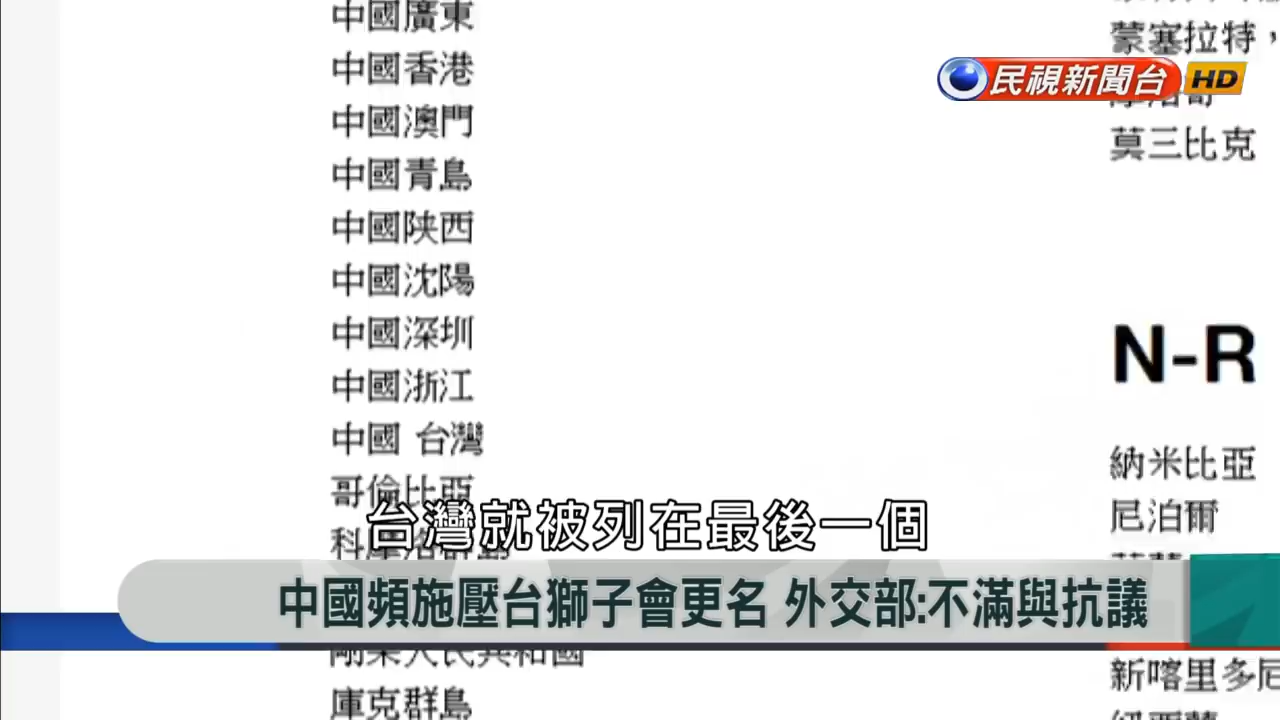 中國廣東
中國香港
中國澳門
中國青島
中國陝西
中國沈陽
中國深圳
中國浙江
中國 台灣
哥倫比亞
庫克群島
蒙塞拉特，
莫三比克
N-R
納米比亞
尼泊爾
新喀里多尼
民視新聞台 HD
台灣就被列在最後一個
中國頻施壓台獅子會更名 外交部:不滿與抗議